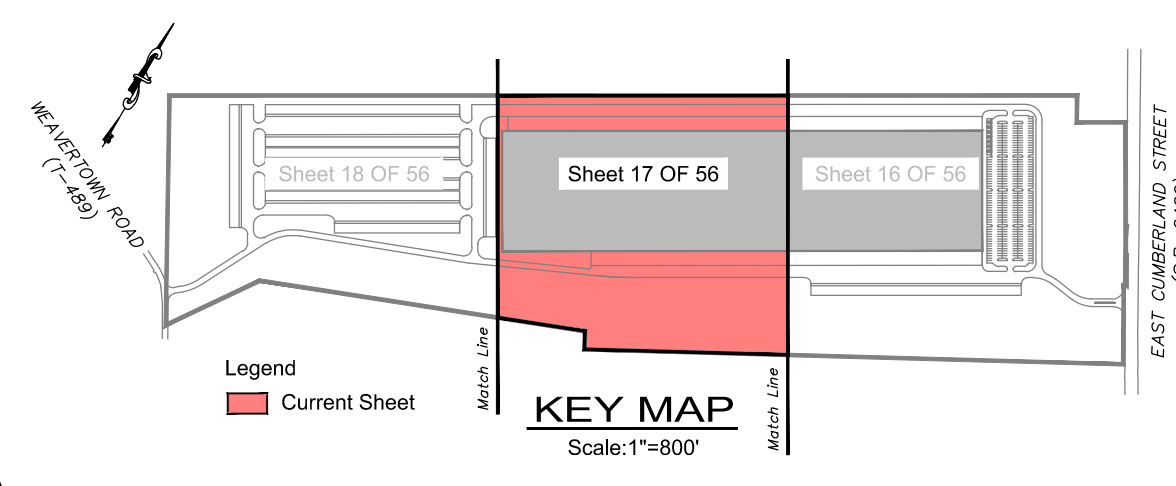 WEAVERTOWN ROAD
(T-489)
Sheet 18 OF 56
Sheet 17 OF 56
Sheet 16 OF 56
EAST CUMBERLAND STREET
Legend
Current Sheet
Match Line
Match Line
KEY MAP
Scale:1"=800'